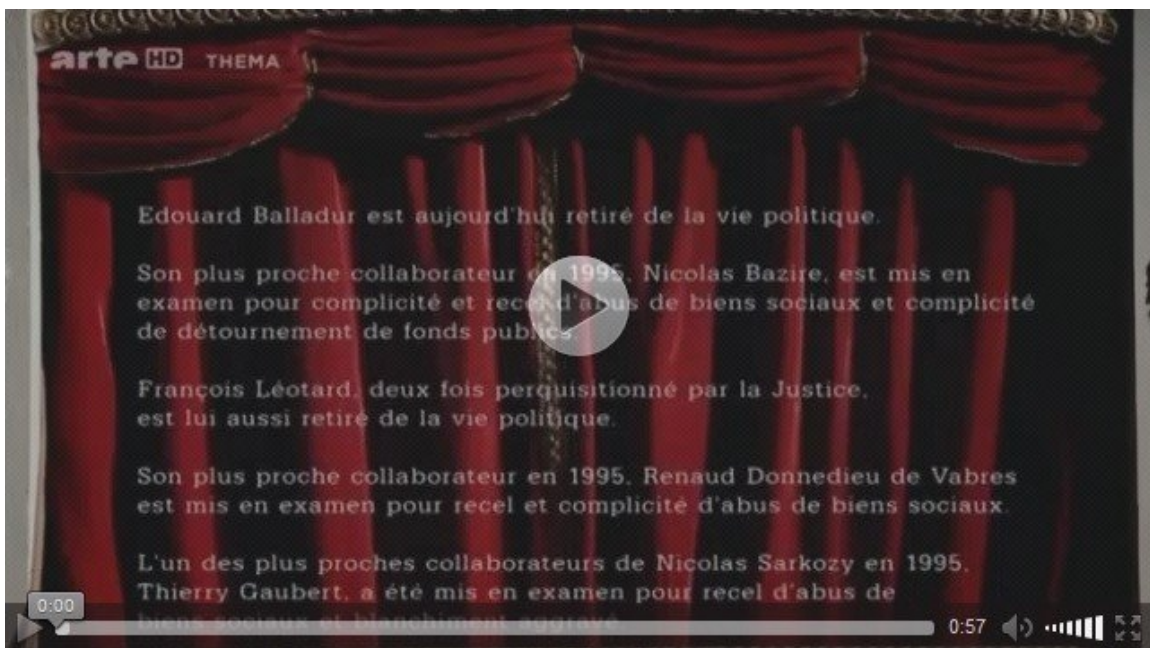 arte HD THEMA
Edouard Balladur est aujourd'hui retiré de la vie politique.
Son plus proche collaborateur en 1995, Nicolas Bazire, est mis en
examen pour complicité et recel d'abus de biens sociaux et complicité
de détournement de fonds publics.
François Léotard, deux fois perquisitionné par la Justice,
est lui aussi retiré de la vie politique.
Son plus proche collaborateur en 1995, Renaud Donnedieu de Vabres
est mis en examen pour recel et complicité d'abus de biens sociaux.
L'un des plus proches collaborateurs de Nicolas Sarkozy en 1995,
Thierry Gaubert, a été mis en examen pour recel d'abus de
biens sociaux et blanchiment aggravé.
0:00
0:57